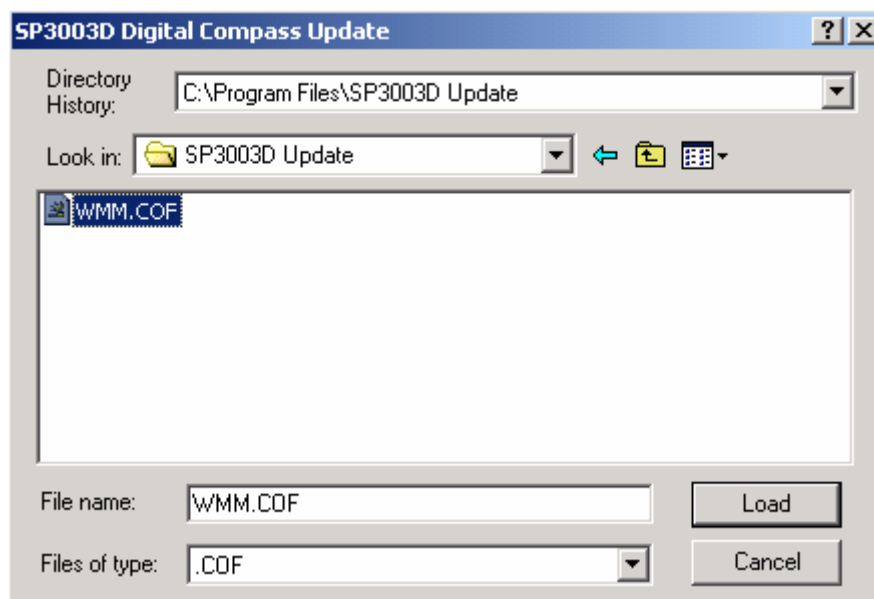 SP3003D Digital Compass Update
Directory
History:
C:\Program Files\SP3003D Update
Look in:
SP3003D Update
WMM.COF
File name:
WMM.COF
Load
Files of type:
.COF
Cancel